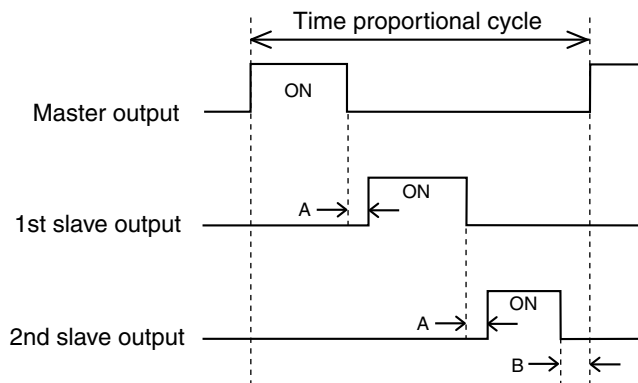 Time proportional cycle
ON
Master output
ON
A
1st slave output
ON
A
2nd slave output
B